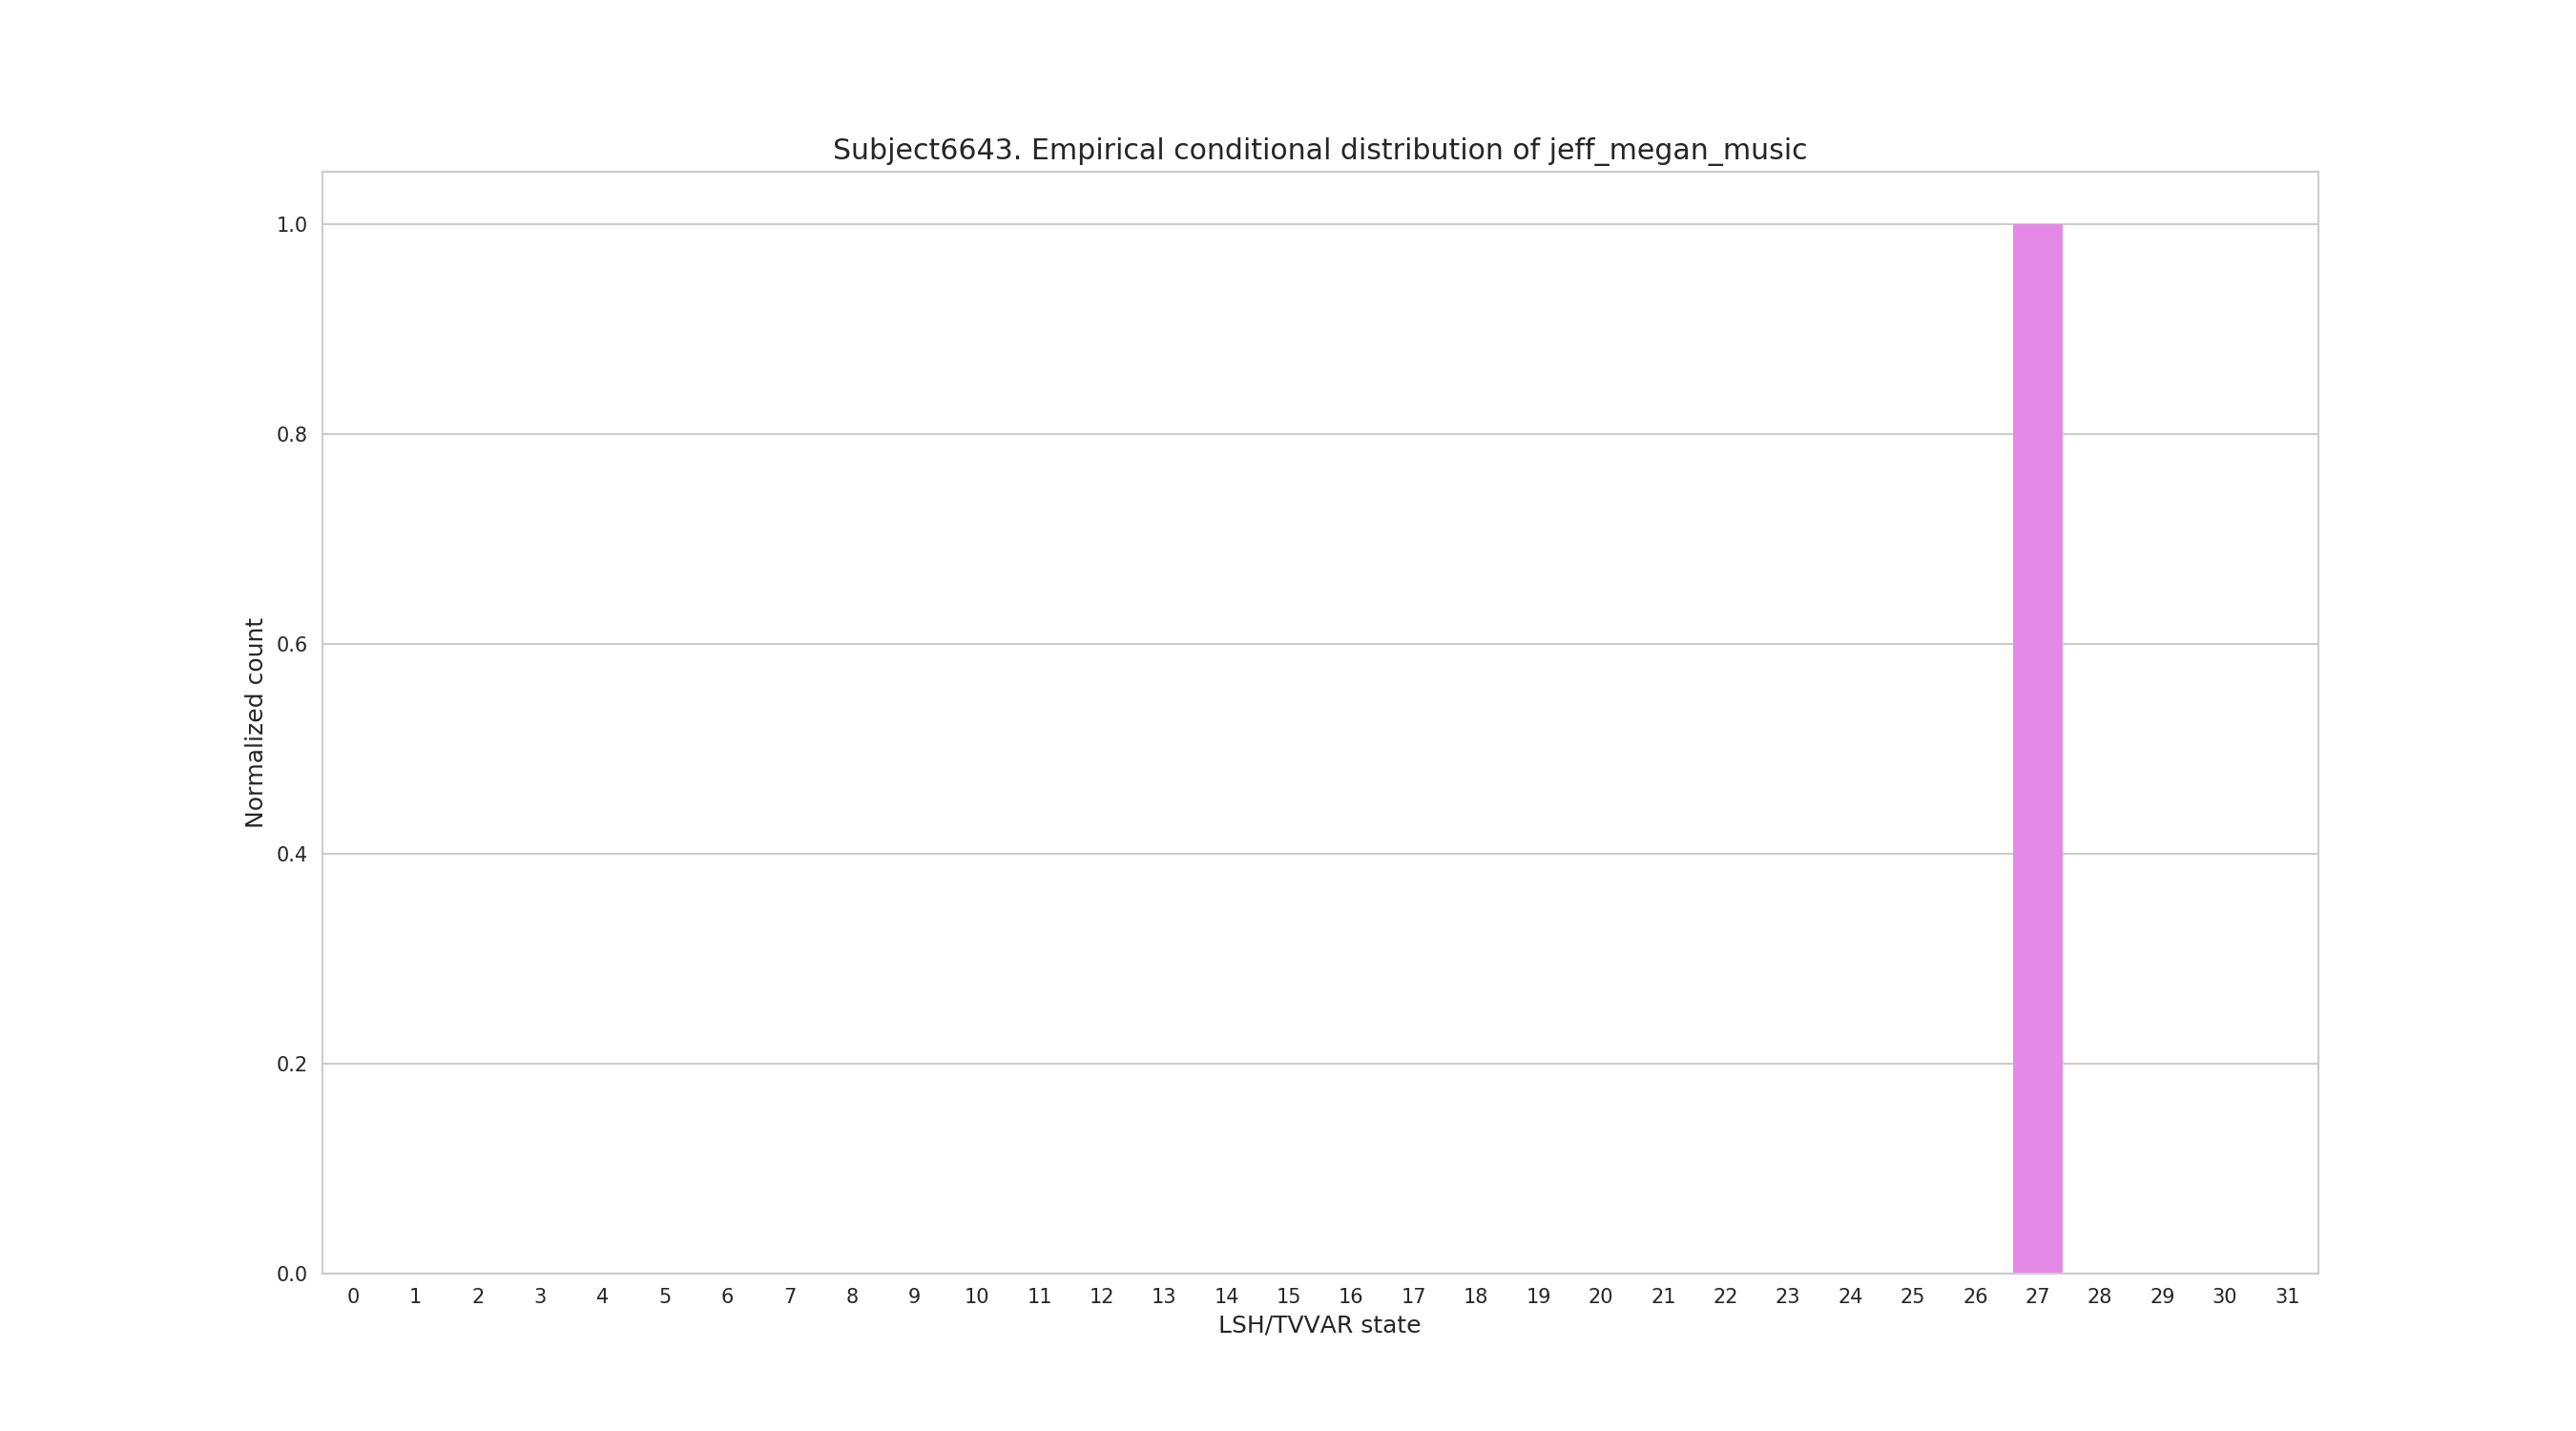 Subject6643. Empirical conditional distribution of jeff_megan_music
1.0
0.8
0.6
0.4
0.2
0.0
Normalized count
0 1 2 3 4 5 6 7 8 9 10 11 12 13 14 15 16 17 18 19 20 21 22 23 24 25 26 27 28 29 30 31
LSH/TVVAR state